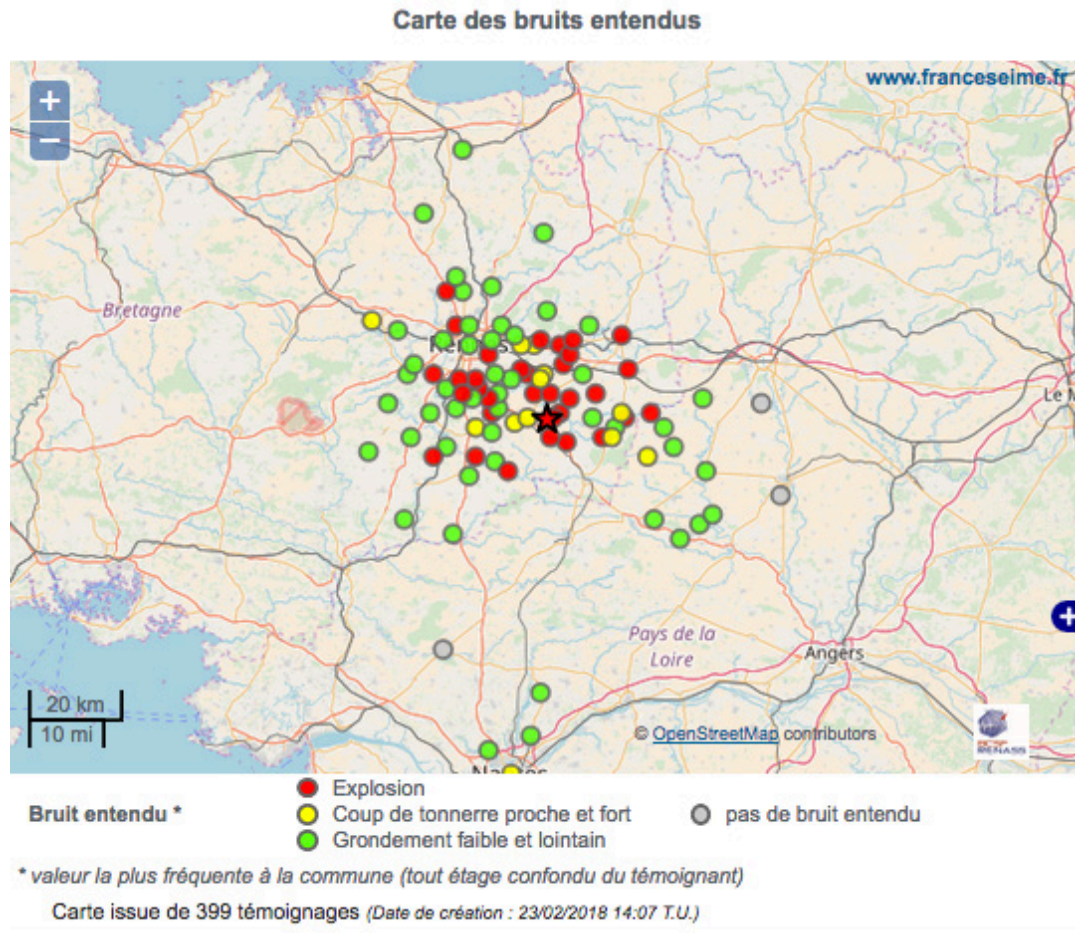 Carte des bruits entendus
www.franceseime.fr
+
−
Bretagne
Le M
+
Pays de la
Loire
Angers
20 km
10 mi
© OpenStreetMap contributors
RENASS
Explosion
Bruit entendu *
Coup de tonnerre proche et fort
pas de bruit entendu
Grondement faible et lointain
* valeur la plus fréquente à la commune (tout étage confondu du témoignant)
Carte issue de 399 témoignages (Date de création : 23/02/2018 14:07 T.U.)